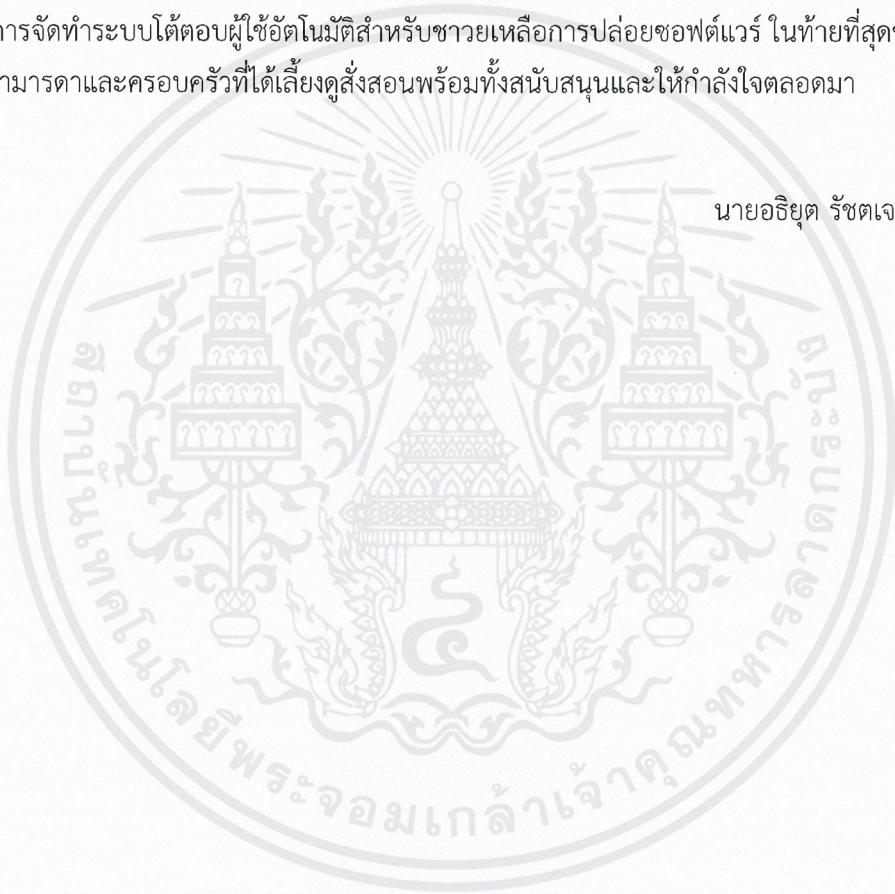 การจัดทำระบบโต้ตอบผู้ใช้อัตโนมัติสำหรับชาวยเหลือการปล่อยซอฟต์แวร์ ในท้ายที่สุด
ามารดาและครอบครัวที่ได้เลี้ยงดูสั่งสอนพร้อมทั้งสนับสนุนและให้กำลังใจตลอดมา
นายอธิยุต รัชตเจ
สถาบันเทคโนโลยีพระจอมเกล้าเจ้าคุณทหารลาดกระบัง
๔